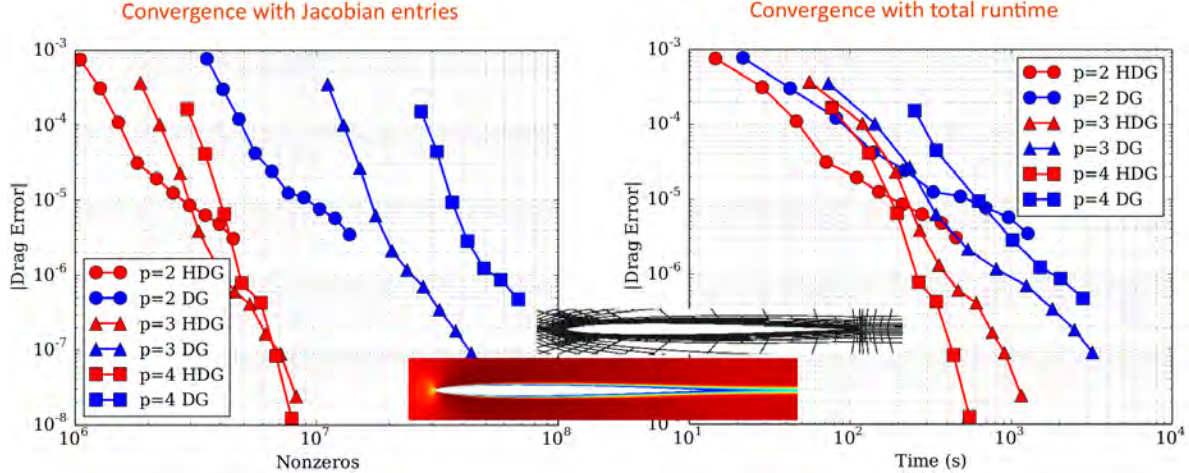 Convergence with Jacobian entries
Convergence with total runtime
|Drag Error|
10^-3
10^-4
10^-5
10^-6
10^-7
10^-8
p=2 HDG
p=2 DG
p=3 HDG
p=3 DG
p=4 HDG
p=4 DG
10^6
10^7
10^8
Nonzeros
|Drag Error|
10^-3
10^-4
10^-5
10^-6
p=2 HDG
p=2 DG
p=3 HDG
p=3 DG
p=4 HDG
p=4 DG
10^1
10^2
10^3
10^4
Time (s)